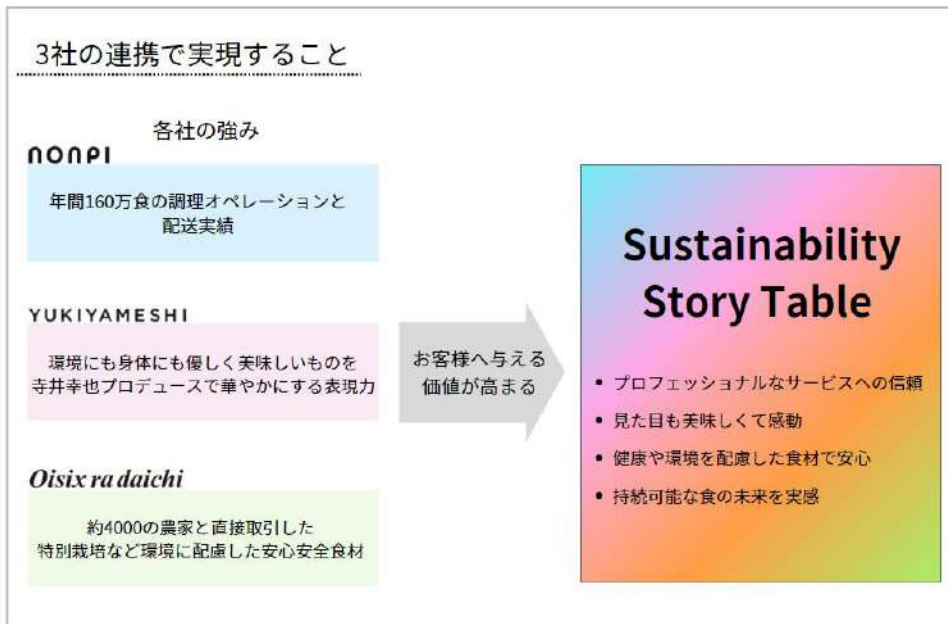 3社の連携で実現すること
各社の強み
nonpi
年間160万食の調理オペレーションと
配送実績
YUKIYAMESHI
環境にも身体にも優しく美味しいものを
寺井幸也プロデュースで華やかにする表現力
Oisix ra daichi
約4000の農家と直接取引した
特別栽培など環境に配慮した安心安全食材
お客様へ与える
価値が高まる
Sustainability
Story Table
• プロフェッショナルなサービスへの信頼
• 見た目も美味しくて感動
• 健康や環境を配慮した食材で安心
• 持続可能な食の未来を実感